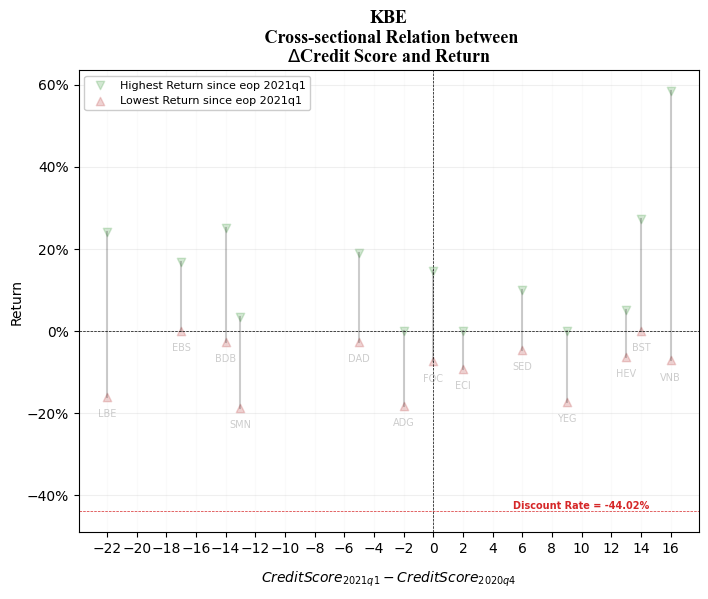 KBE
Cross-sectional Relation between
ΔCredit Score and Return
Highest Return since eop 2021q1
Lowest Return since eop 2021q1
60%
40%
20%
0%
−20%
−40%
Return
LBE
EBS
BDB
SMN
DAD
ADG
FOC
ECI
SED
YEG
HEV
BST
VNB
Discount Rate = -44.02%
−22 −20 −18 −16 −14 −12 −10 −8 −6 −4 −2 0 2 4 6 8 10 12 14 16
CreditScore2021q1 − CreditScore2020q4